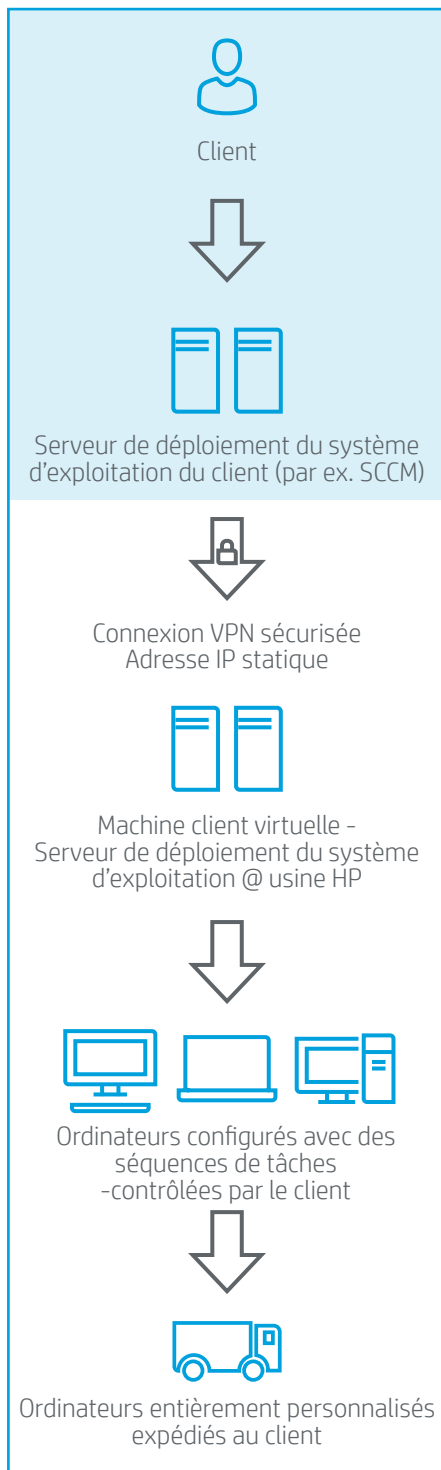 Client
Serveur de déploiement du système
d'exploitation du client (par ex. SCCM)
Connexion VPN sécurisée
Adresse IP statique
Machine client virtuelle -
Serveur de déploiement du système
d'exploitation @ usine HP
Ordinateurs configurés avec des
séquences de tâches
-contrôlées par le client
Ordinateurs entièrement personnalisés
expédiés au client